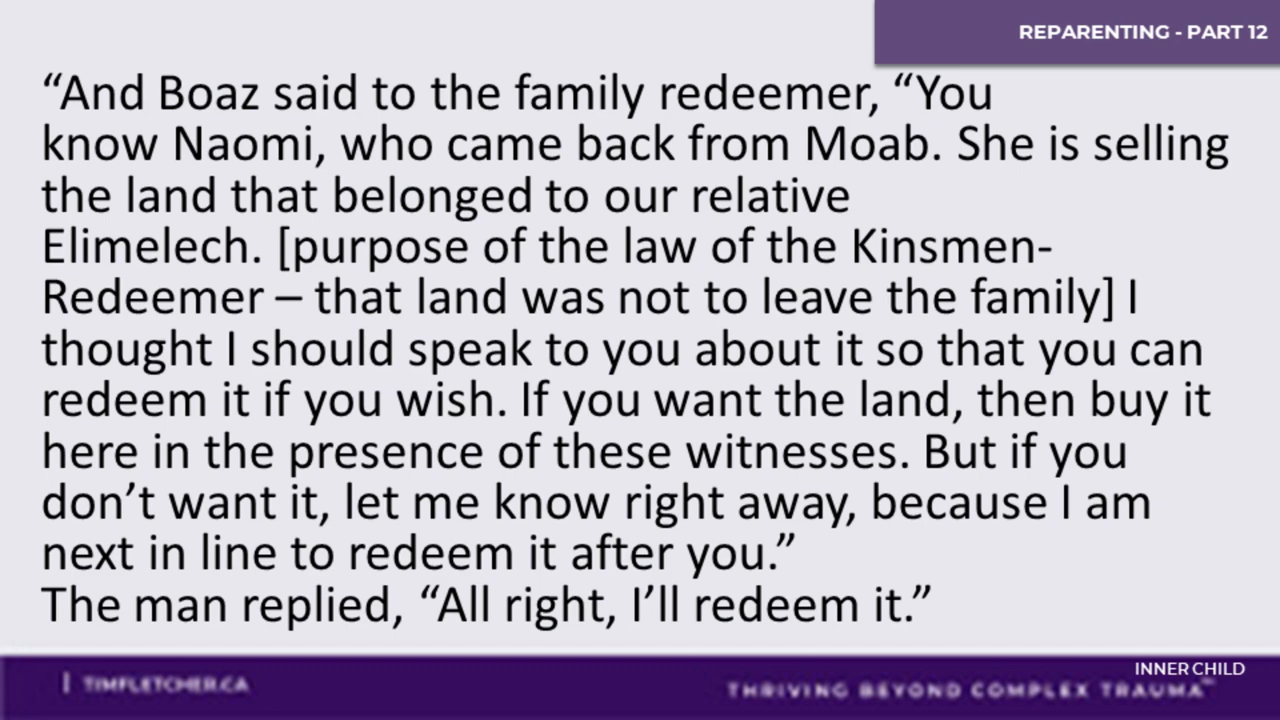 REPARENTING - PART 12
“And Boaz said to the family redeemer, “You
know Naomi, who came back from Moab. She is selling
the land that belonged to our relative
Elimelech. [purpose of the law of the Kinsmen-
Redeemer – that land was not to leave the family] I
thought I should speak to you about it so that you can
redeem it if you wish. If you want the land, then buy it
here in the presence of these witnesses. But if you
don’t want it, let me know right away, because I am
next in line to redeem it after you.”
The man replied, “All right, I’ll redeem it.”
INNER CHILD
| TIMFLETCHER.CA
THRIVING BEYOND COMPLEX TRAUMA™